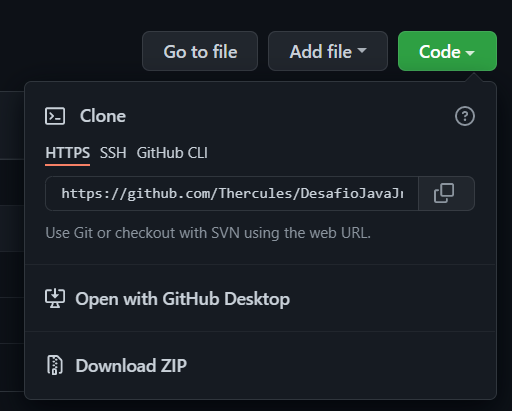 Go to file Add file Code
Clone
HTTPS SSH GitHub CLI
https://github.com/Thercules/DesafioJavaJ
Use Git or checkout with SVN using the web URL.
Open with GitHub Desktop
Download ZIP